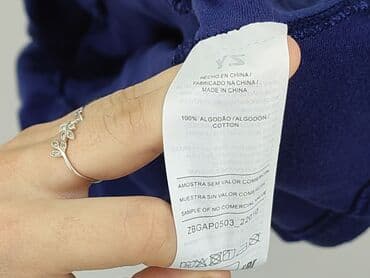 HECHO EN CHINA/
FABRICADO NA CHINA/
MADE IN CHINA
100% ALGODÃO/ALGODON/
COTTON
AMOSTRA SEM VALOR COMERCIAL
MUESTRA SIN VALOR COMERCIAL
SAMPLE OF NO COMMERCIAL VALUE
ZBGAP0503_22010